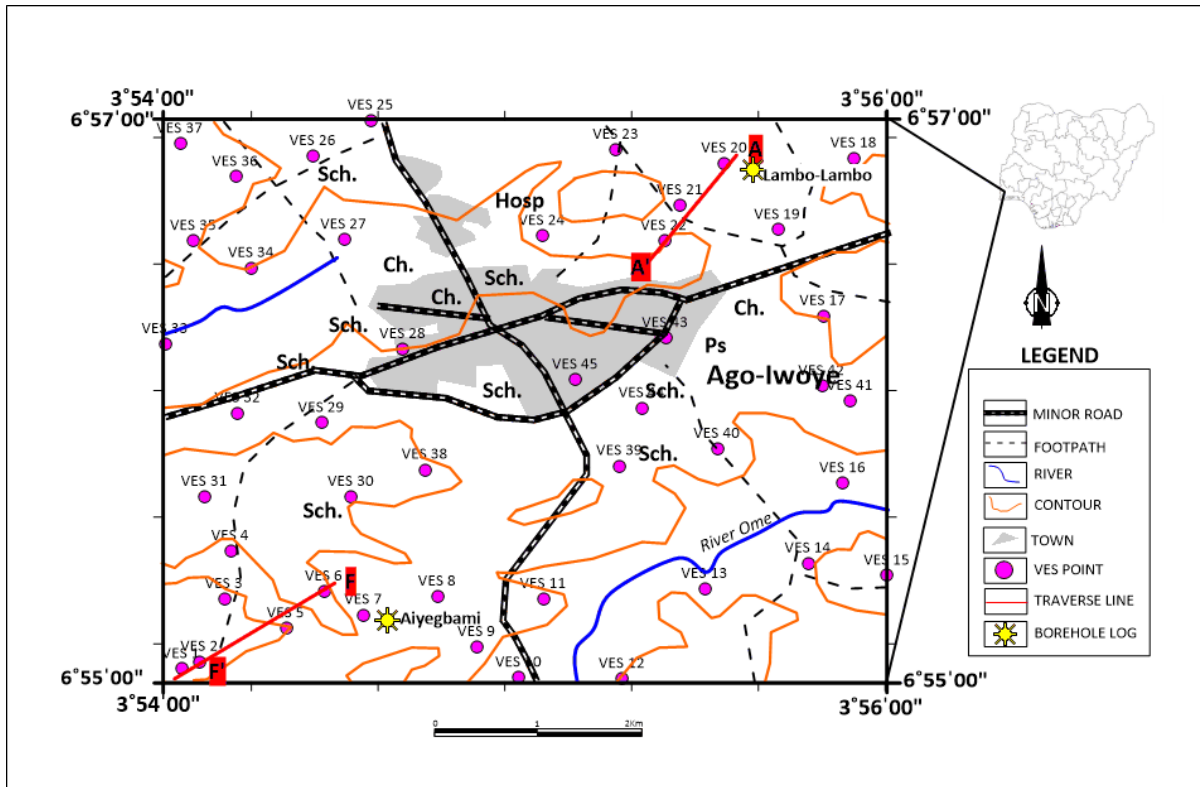 3°54'00"
3°56'00"
6°57'00"
6°57'00"
VES 25
VES 37
VES 26
VES 23
VES 20
A
VES 18
Sch.
Lambo-Lambo
VES 36
VES 21
Hosp
VES 35
VES 27
VES 24
VES 22
VES 19
VES 34
Ch.
Sch.
A'
Ch.
Ch.
VES 17
VES 33
Sch.
VES 28
VES 43
Ps
Sch.
VES 45
Ago-Iwoye
VES 42
VES 41
Sch.
Sch.
VES 32
VES 29
VES 40
VES 39
Sch.
VES 38
VES 16
VES 31
VES 30
Sch.
River Ome
VES 4
VES 14
VES 15
VES 3
VES 6
F
VES 8
VES 11
VES 13
VES 5
VES 7
Aiyegbami
VES 9
VES 1
VES 2
F'
VES 10
VES 12
6°55'00"
6°55'00"
3°54'00"
3°56'00"
0 1 2Km
N
LEGEND
MINOR ROAD
FOOTPATH
RIVER
CONTOUR
TOWN
VES POINT
TRAVERSE LINE
BOREHOLE LOG